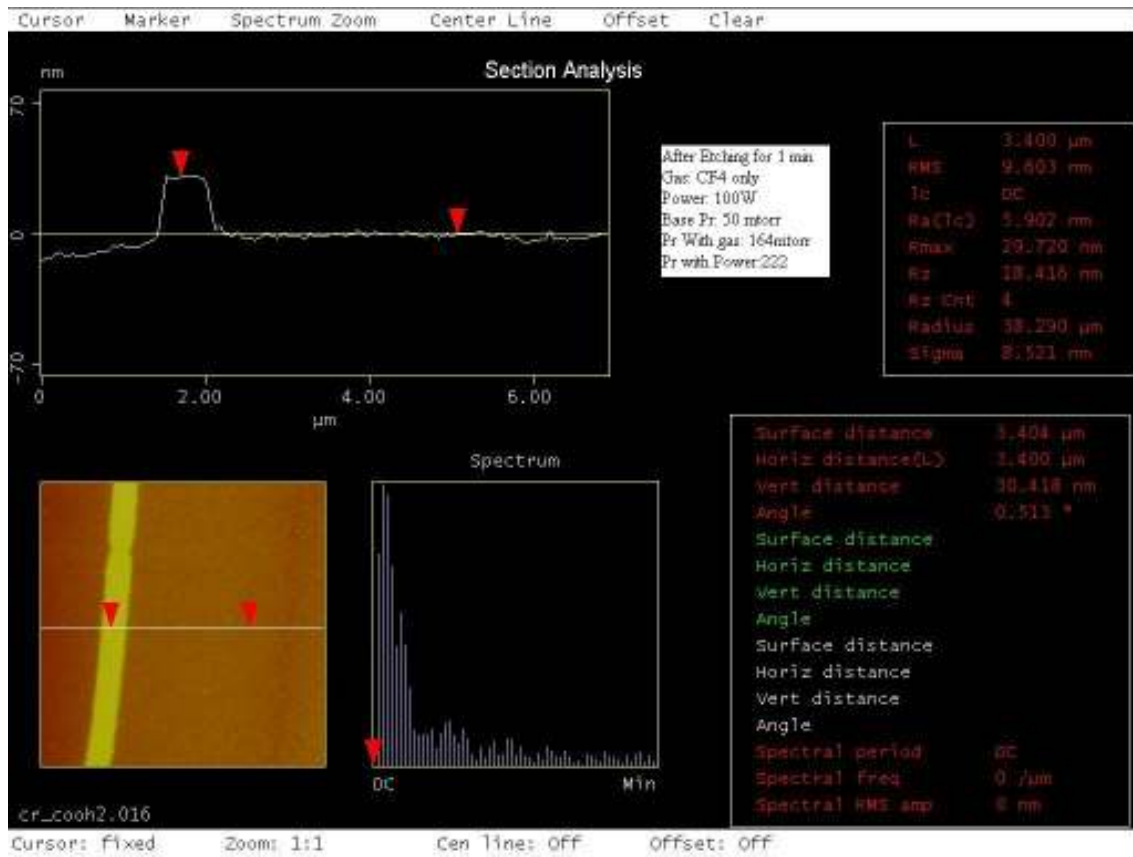 Cursor Marker Spectrum Zoom Center Line Offset Clear
Section Analysis
nm
70
0
-70
0 2.00 4.00 6.00
µm
After Etching for 1 min
Gas: CF4 only
Power: 100W
Base Pr: 50 mtorr
Pr With gas: 164mtorr
Pr with Power:222
L 3.400 µm
RMS 9.603 nm
lc DC
Ra(lc) 5.902 nm
Rmax 29.720 nm
Rz 18.416 nm
Rz Cnt 4
Radius 38.290 µm
Sigma 8.521 nm
Spectrum
DC Min
Surface distance 3.404 µm
Horiz distance(L) 3.400 µm
Vert distance 30.418 nm
Angle 0.513 °
Surface distance
Horiz distance
Vert distance
Angle
Surface distance
Horiz distance
Vert distance
Angle
Spectral period DC
Spectral freq 0 /µm
Spectral RMS amp 0 nm
cr_cooh2.016
Cursor: fixed Zoom: 1:1 Cen line: Off Offset: Off